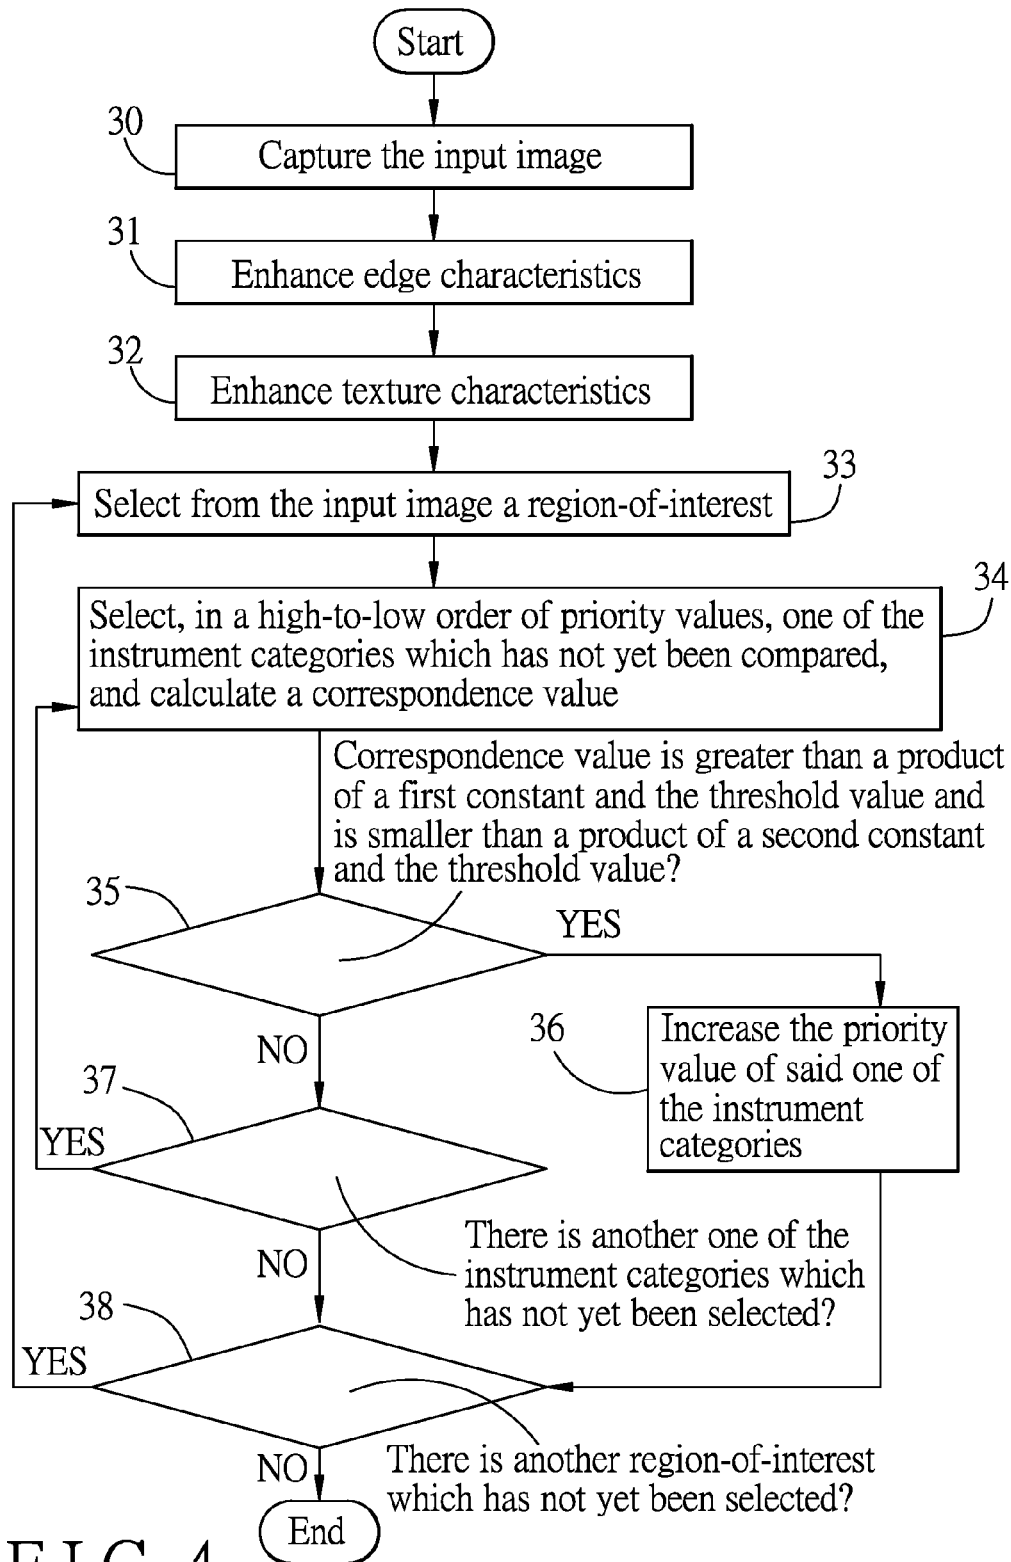 Start
30
Capture the input image
31
Enhance edge characteristics
32
Enhance texture characteristics
33
Select from the input image a region-of-interest
34
Select, in a high-to-low order of priority values, one of the
instrument categories which has not yet been compared,
and calculate a correspondence value
Correspondence value is greater than a product
of a first constant and the threshold value and
is smaller than a product of a second constant
and the threshold value?
35
YES
NO
36
Increase the priority
value of said one of
the instrument
categories
37
YES
There is another one of the
instrument categories which
has not yet been selected?
NO
38
YES
There is another region-of-interest
which has not yet been selected?
NO
End
FIG. 4